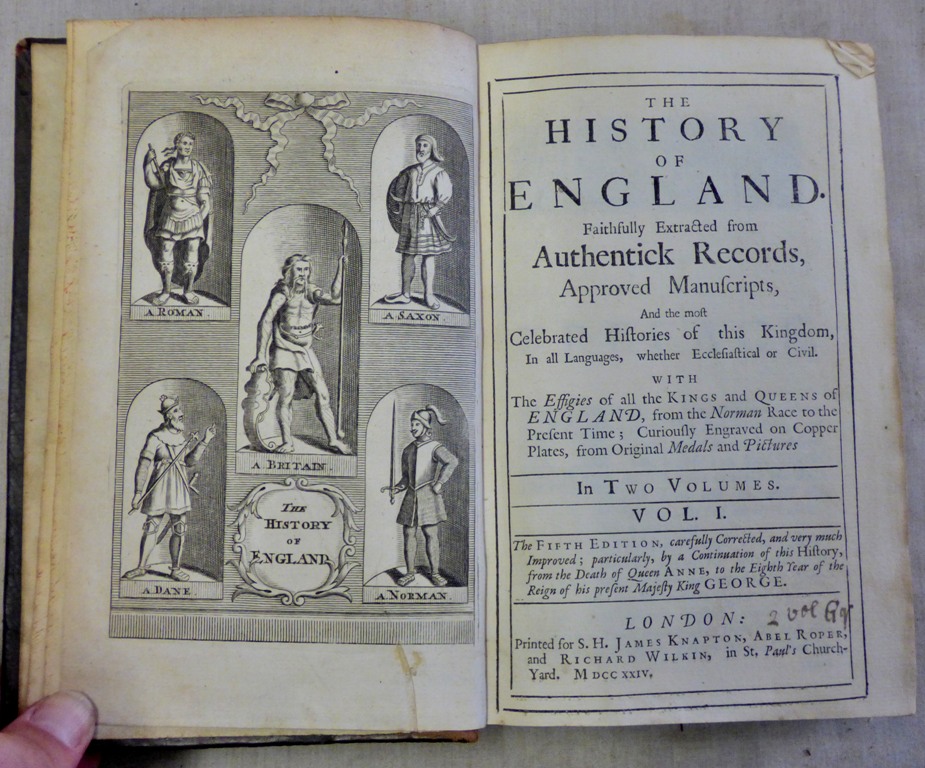 A ROMAN.
A SAXON.
A BRITAIN.
A DANE.
A NORMAN.
THE
HISTORY
OF
ENGLAND.
THE
HISTORY
OF
ENGLAND.
Faithfully Extracted from
Authentick Records,
Approved Manuſcripts,
And the moſt
Celebrated Hiſtories of this Kingdom,
In all Languages, whether Eccleſiaſtical or Civil.
WITH
The Effigies of all the KINGS and QUEENS of
ENGLAND, from the Norman Race to the
Preſent Time; Curiouſly Engraved on Copper
Plates, from Original Medals and Pictures
In TWO VOLUMES.
VOL. I.
The FIFTH EDITION, carefully Corrected, and very much
Improved; particularly, by a Continuation of this Hiſtory,
from the Death of Queen ANNE, to the Eighth Year of the
Reign of his preſent Majeſty King GEORGE.
LONDON: 2 vol
Printed for S. H. JAMES KNAPTON, ABEL ROPER,
and RICHARD WILKIN, in St. Paul's Church-
Yard. MDCCXXIV.